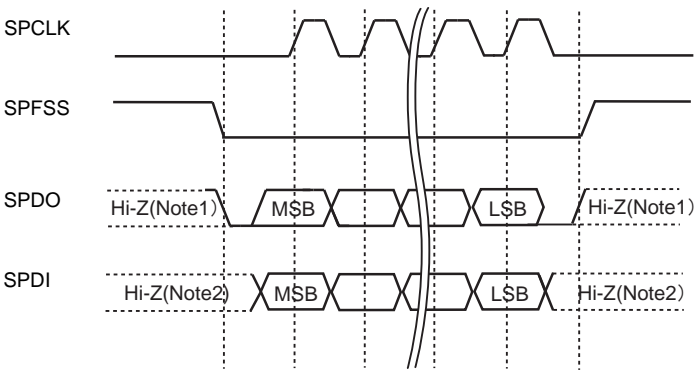 SPCLK
SPFSS
SPDO
Hi-Z(Note1)
MSB
LSB
Hi-Z(Note1)
SPDI
Hi-Z(Note2)
MSB
LSB
Hi-Z(Note2)